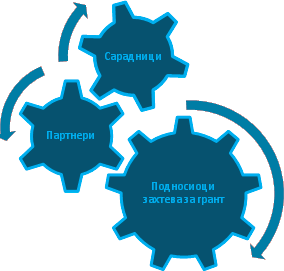 Сарадници
Партнери
Подносиоци
захтева за грант